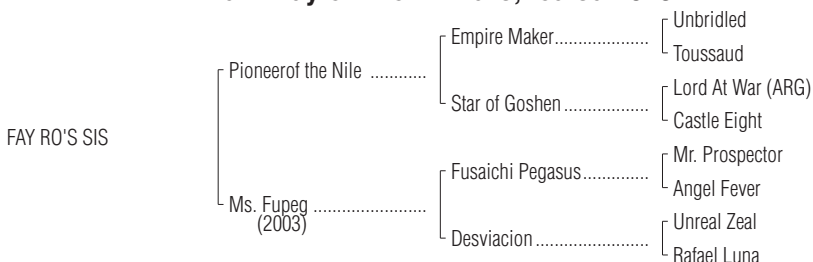 Unbridled
Empire Maker....................
Toussaud
Pioneerof the Nile ............
Lord At War (ARG)
Star of Goshen..................
Castle Eight
FAY RO'S SIS
Mr. Prospector
Fusaichi Pegasus..............
Angel Fever
Ms. Fupeg .......................
(2003)
Unreal Zeal
Desviacion........................
Rafael Luna